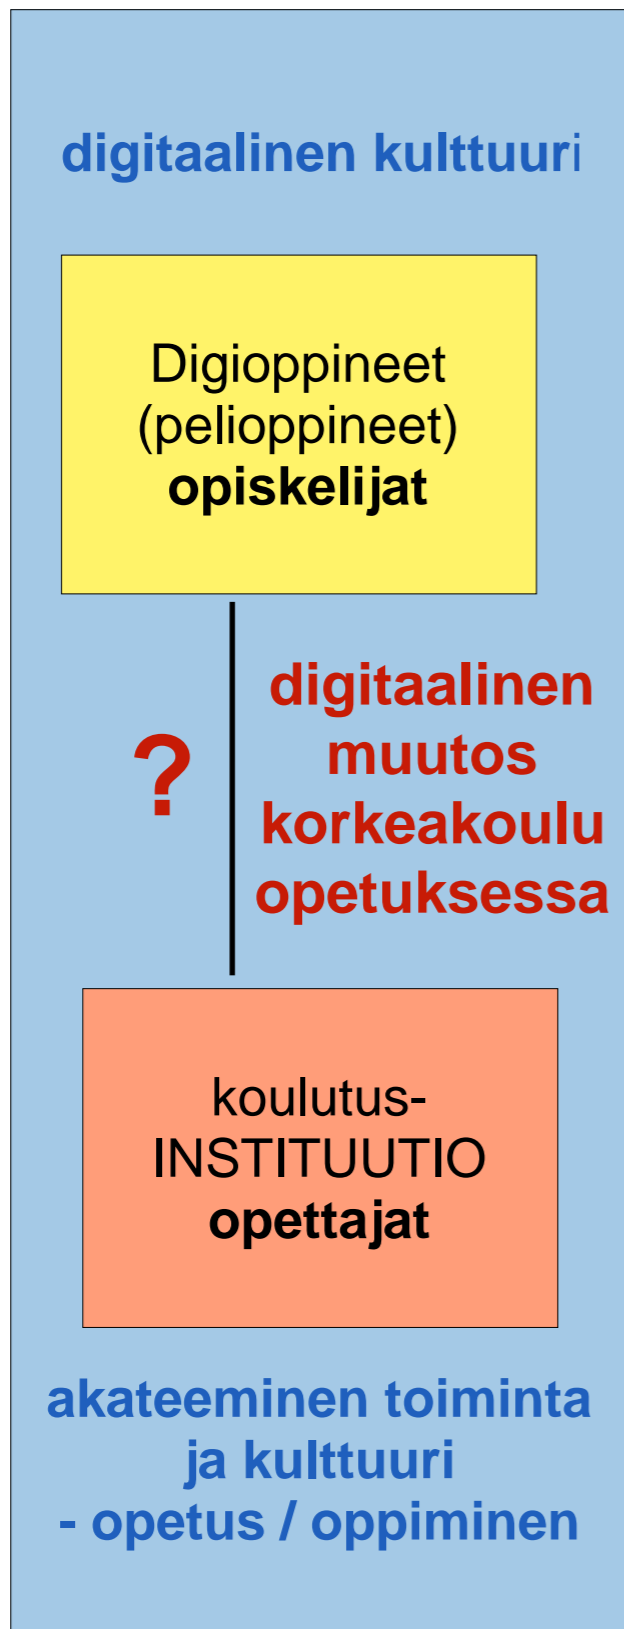 digitaalinen kulttuuri
Digioppineet
(pelioppineet)
opiskelijat
?
digitaalinen
muutos
korkeakoulu
opetuksessa
koulutus-
INSTITUUTIO
opettajat
akateeminen toiminta
ja kulttuuri
- opetus / oppiminen